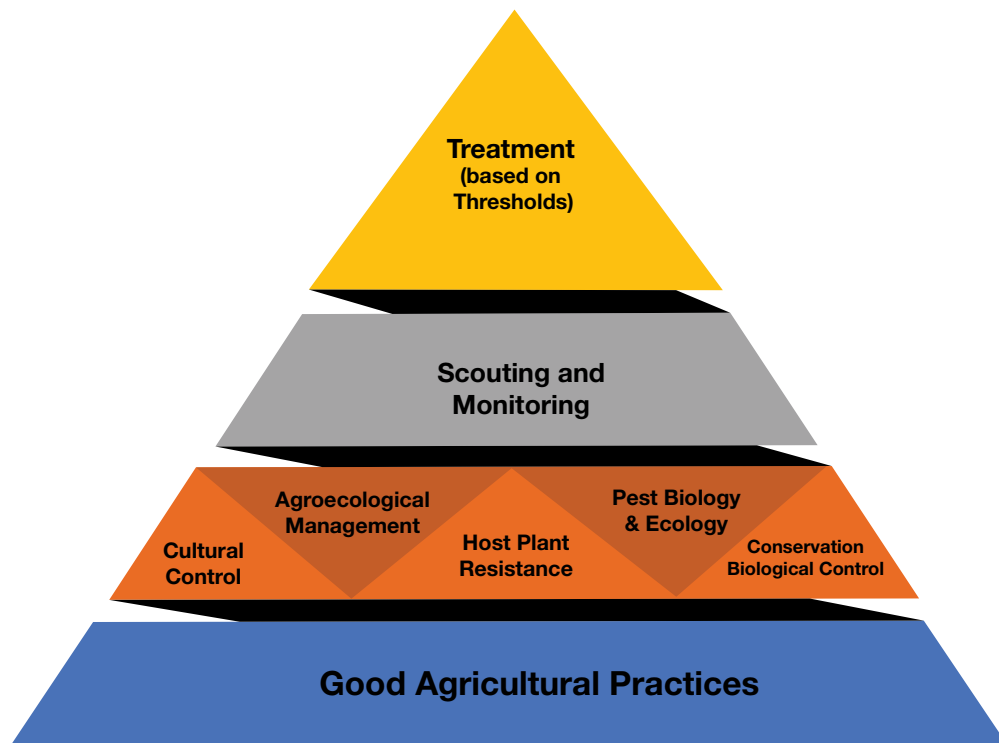 Treatment
(based on
Thresholds)
Scouting and
Monitoring
Agroecological
Management
Pest Biology
& Ecology
Cultural
Control
Host Plant
Resistance
Conservation
Biological Control
Good Agricultural Practices